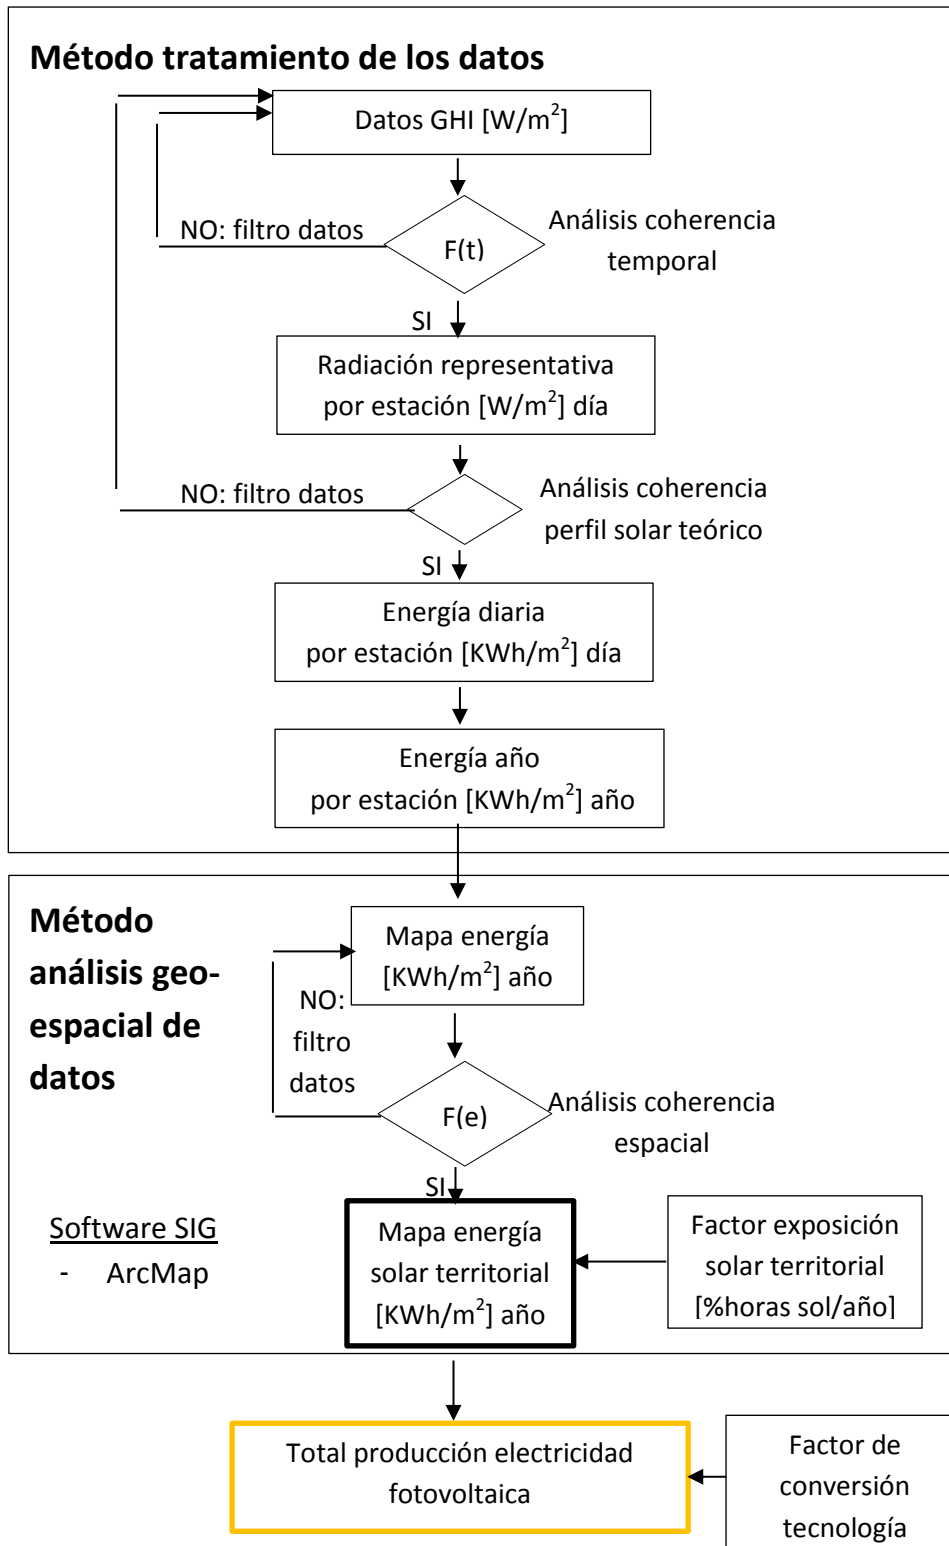 Método tratamiento de los datos
Datos GHI [W/m²]
NO: filtro datos
F(t)
Análisis coherencia
temporal
SI
Radiación representativa
por estación [W/m²] día
NO: filtro datos
Análisis coherencia
perfil solar teórico
SI
Energía diaria
por estación [KWh/m²] día
Energía año
por estación [KWh/m²] año
Método
análisis geo-
espacial de
datos
Mapa energía
[KWh/m²] año
NO:
filtro
datos
F(e)
Análisis coherencia
espacial
SI
Software SIG
- ArcMap
Mapa energía
solar territorial
[KWh/m²] año
Factor exposición
solar territorial
[%horas sol/año]
Total producción electricidad
fotovoltaica
Factor de
conversión
tecnología